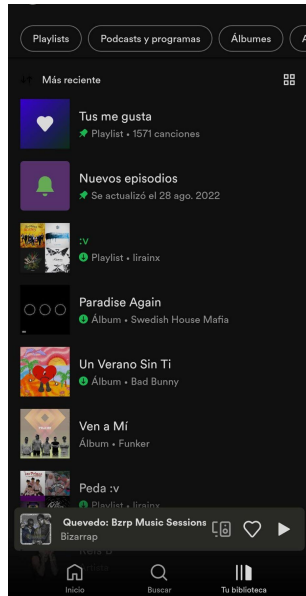 Playlists
Podcasts y programas
Álbumes
Más reciente
Tus me gusta
Playlist • 1571 canciones
Nuevos episodios
Se actualizó el 28 ago. 2022
:v
Playlist • lirainx
Paradise Again
Álbum • Swedish House Mafia
Un Verano Sin Ti
Álbum • Bad Bunny
Ven a Mí
Álbum • Funker
Peda :v
Playlist • lirainx
Quevedo: Bzrp Music Sessions
Bizarrap
Inicio
Buscar
Tu biblioteca